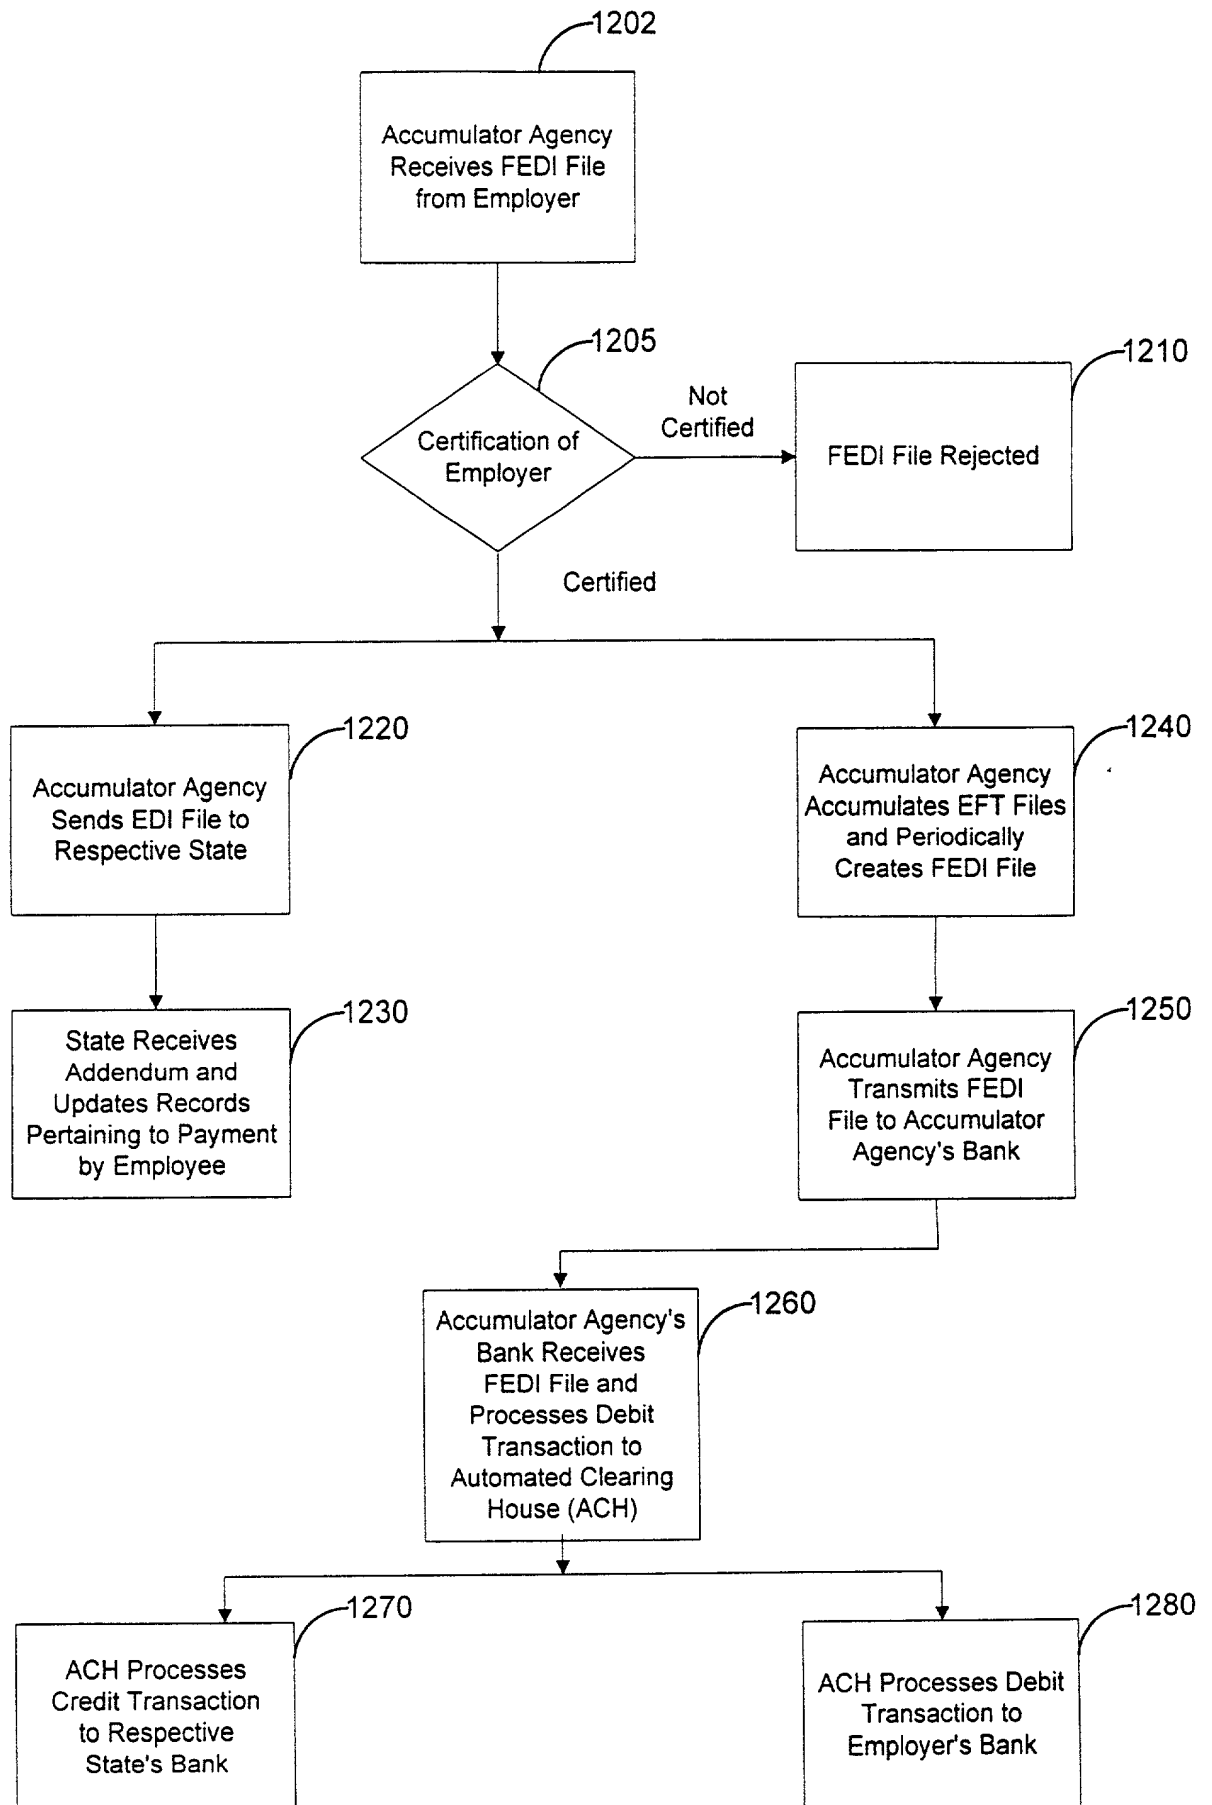 1202
Accumulator Agency
Receives FEDI File
from Employer
1205
Certification of
Employer
Not
Certified
1210
FEDI File Rejected
Certified
1220
Accumulator Agency
Sends EDI File to
Respective State
1240
Accumulator Agency
Accumulates EFT Files
and Periodically
Creates FEDI File
1230
State Receives
Addendum and
Updates Records
Pertaining to Payment
by Employee
1250
Accumulator Agency
Transmits FEDI
File to Accumulator
Agency's Bank
1260
Accumulator Agency's
Bank Receives
FEDI File and
Processes Debit
Transaction to
Automated Clearing
House (ACH)
1270
ACH Processes
Credit Transaction
to Respective
State's Bank
1280
ACH Processes Debit
Transaction to
Employer's Bank